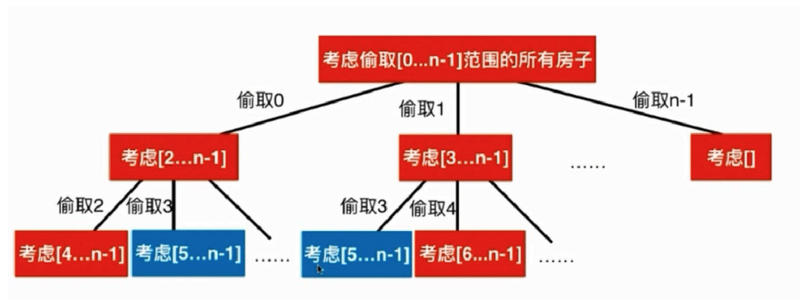 考虑偷取[0...n-1]范围的所有房子
偷取0
偷取1
偷取n-1
考虑[2...n-1]
考虑[3...n-1]
......
考虑[]
偷取2
偷取3
偷取3
偷取4
考虑[4...n-1]
考虑[5...n-1]
......
考虑[5...n-1]
考虑[6...n-1]
......